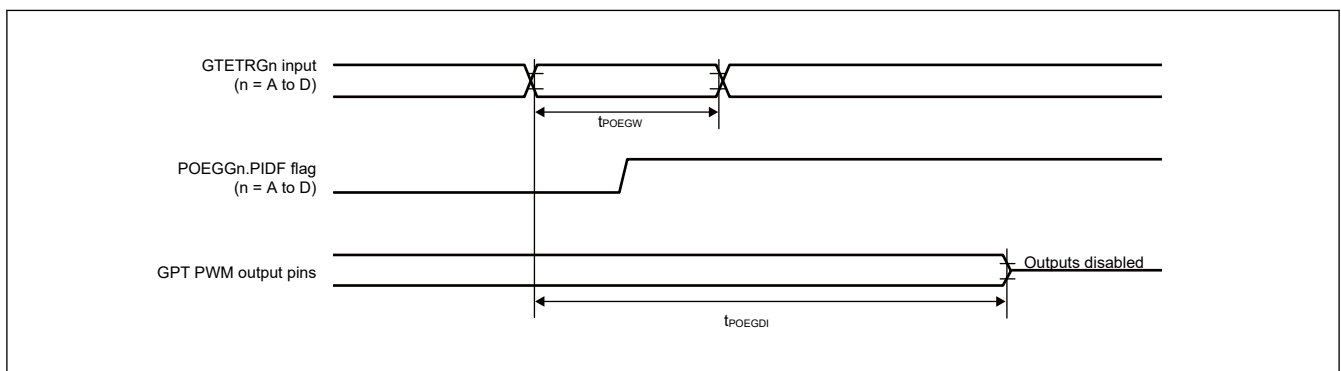 GTETRGn input
(n = A to D)
tPOEGW
POEGGn.PIDF flag
(n = A to D)
GPT PWM output pins
Outputs disabled
tPOEGDI